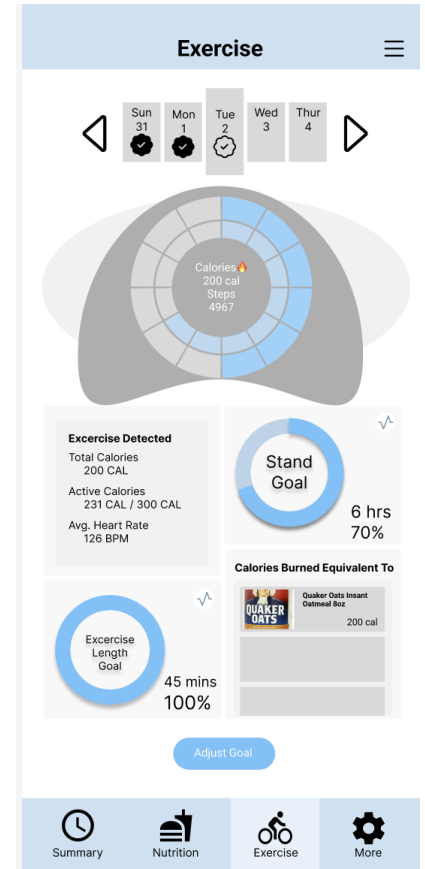 Exercise
Sun
31
Mon
1
Tue
2
Wed
3
Thur
4
Calories🔥
200 cal
Steps
4967
Excercise Detected
Total Calories
200 CAL
Active Calories
231 CAL / 300 CAL
Avg. Heart Rate
126 BPM
Stand
Goal
6 hrs
70%
Calories Burned Equivalent To
QUAKER
OATS
Quaker Oats Insant
Oatmeal 8oz
200 cal
Excercise
Length
Goal
45 mins
100%
Adjust Goal
Summary
Nutrition
Exercise
More